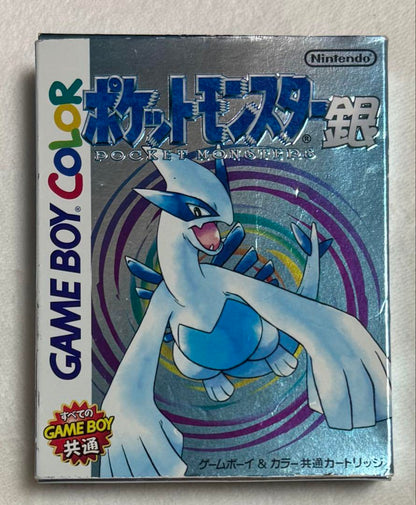 Nintendo
GAME BOY COLOR
ポケットモンスター銀
POCKET MONSTERS
すべての
GAME BOY
共通
ゲームボーイ & カラー共通カートリッジ